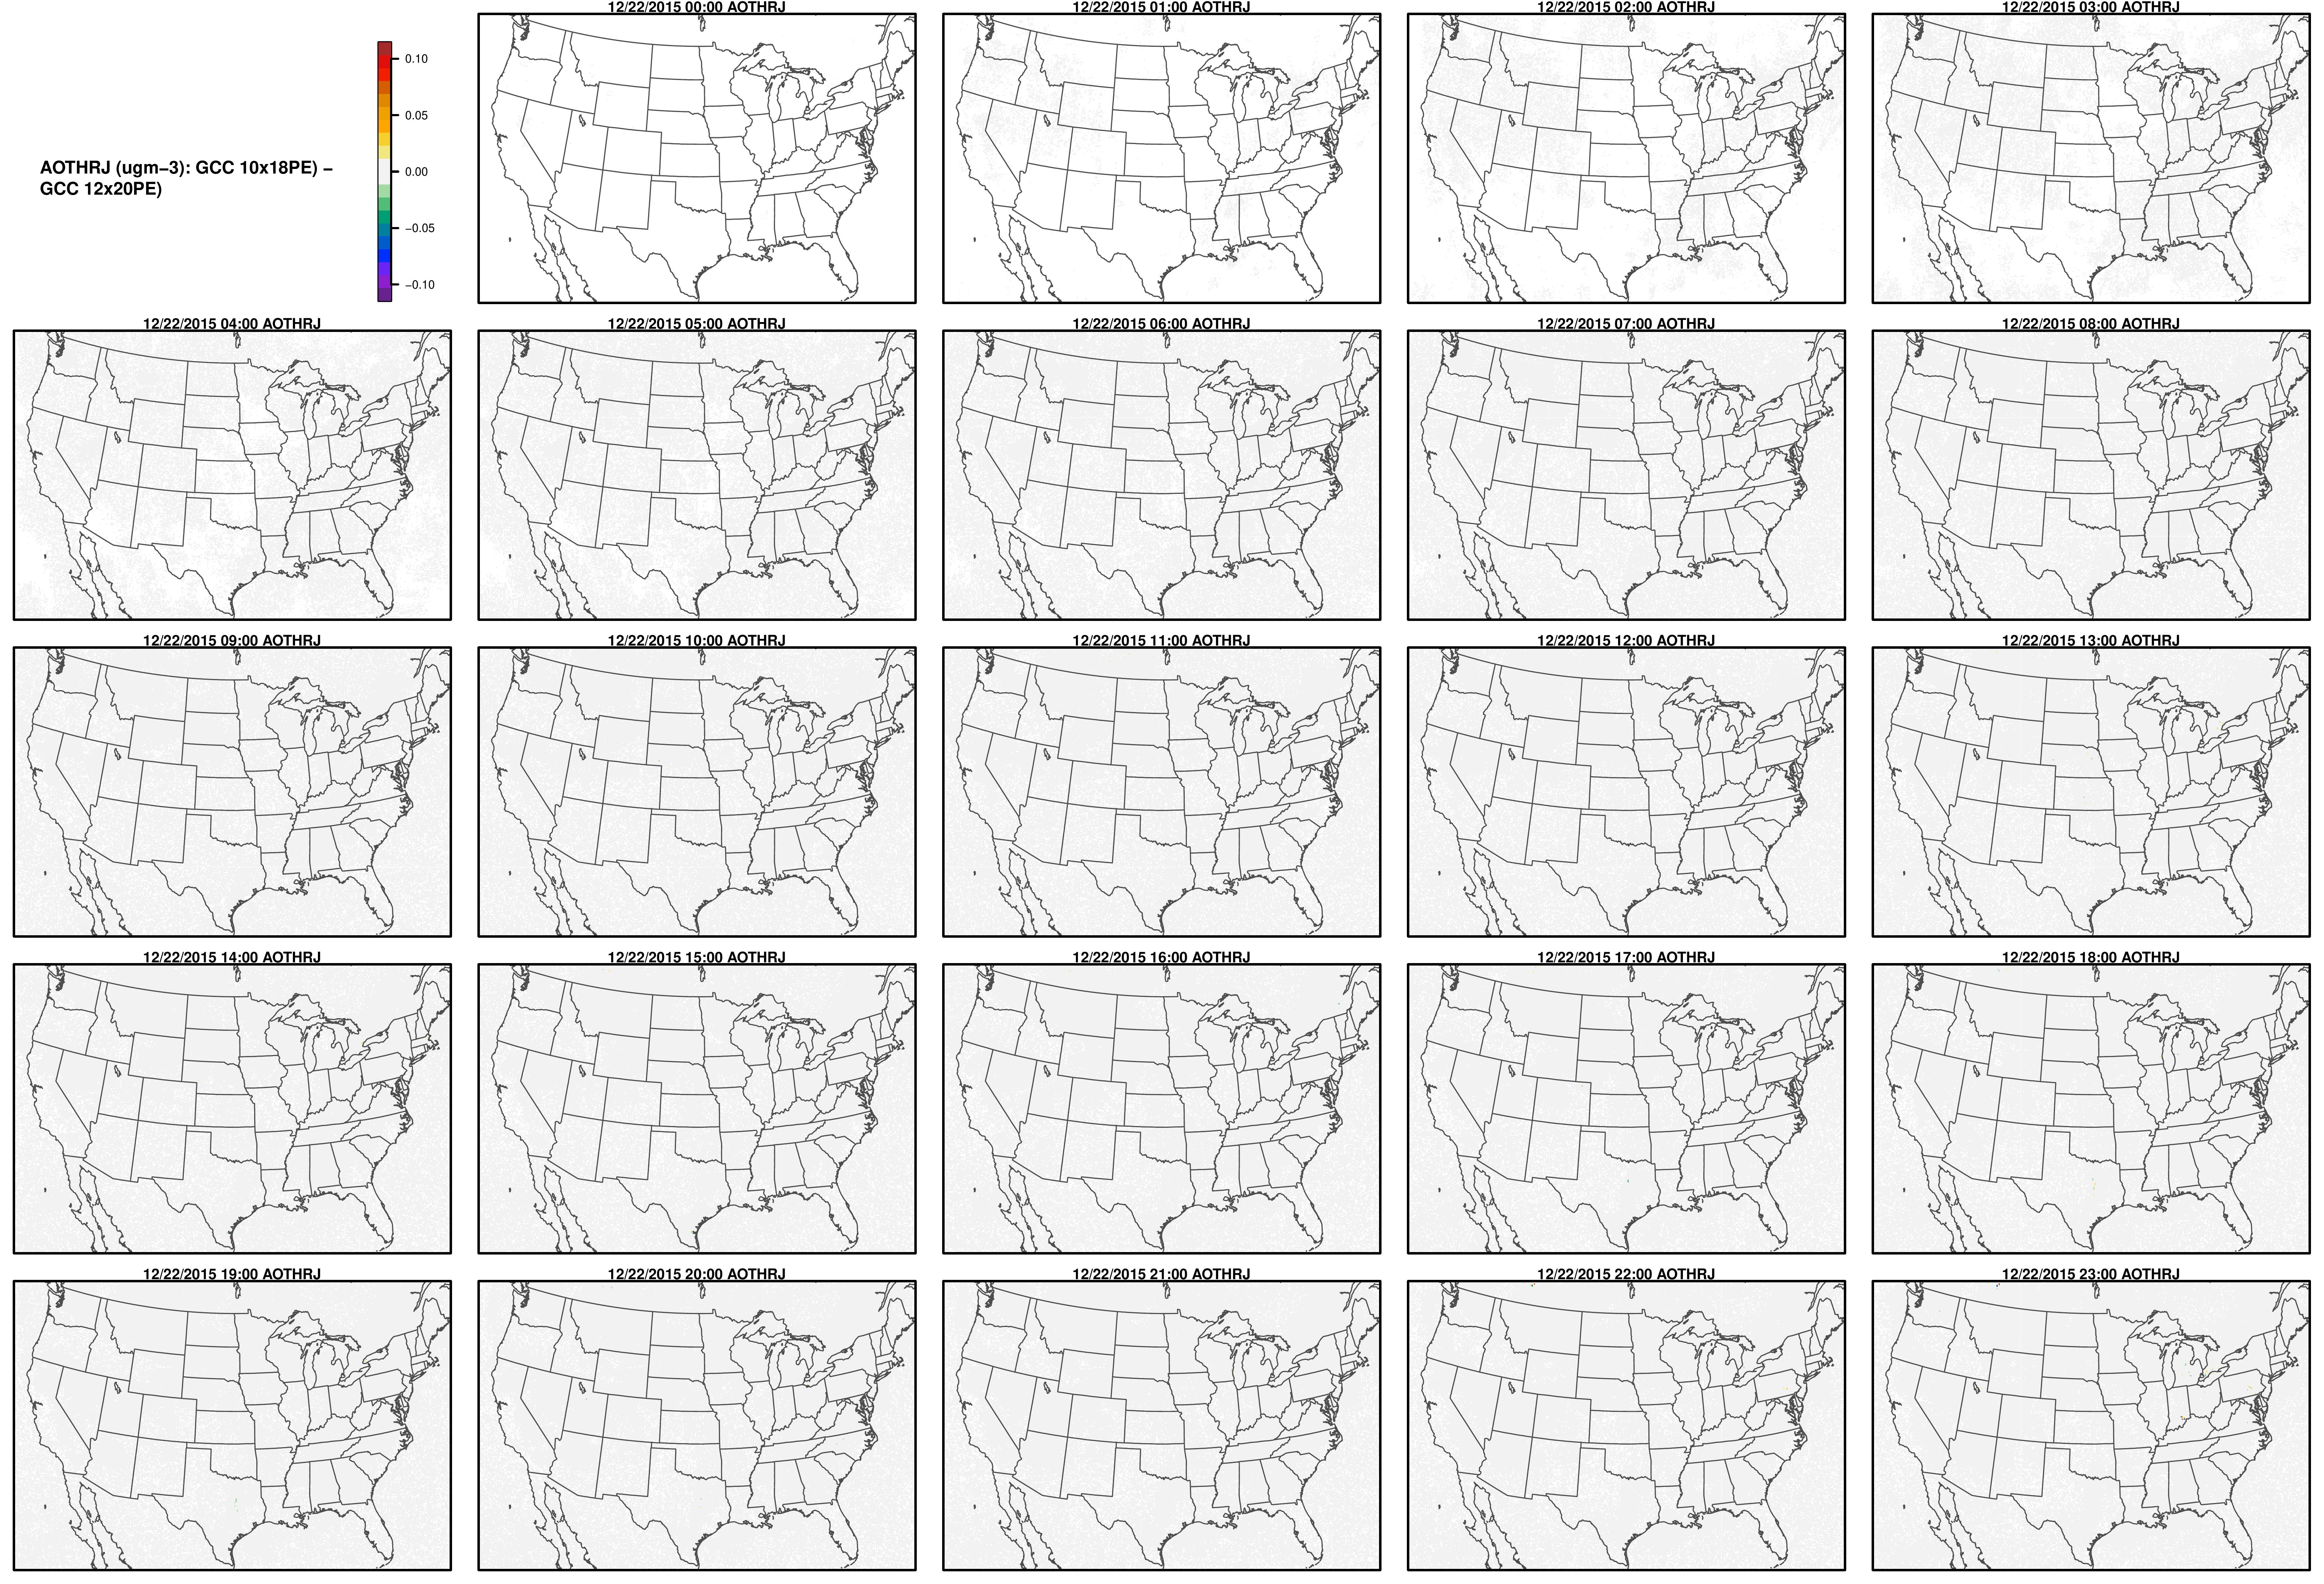 12/22/2015 00:00 AOTHRJ
12/22/2015 01:00 AOTHRJ
12/22/2015 02:00 AOTHRJ
12/22/2015 03:00 AOTHRJ
0.10
0.05
0.00
−0.05
−0.10
AOTHRJ (ugm−3): GCC 10x18PE) −
GCC 12x20PE)
12/22/2015 04:00 AOTHRJ
12/22/2015 05:00 AOTHRJ
12/22/2015 06:00 AOTHRJ
12/22/2015 07:00 AOTHRJ
12/22/2015 08:00 AOTHRJ
12/22/2015 09:00 AOTHRJ
12/22/2015 10:00 AOTHRJ
12/22/2015 11:00 AOTHRJ
12/22/2015 12:00 AOTHRJ
12/22/2015 13:00 AOTHRJ
12/22/2015 14:00 AOTHRJ
12/22/2015 15:00 AOTHRJ
12/22/2015 16:00 AOTHRJ
12/22/2015 17:00 AOTHRJ
12/22/2015 18:00 AOTHRJ
12/22/2015 19:00 AOTHRJ
12/22/2015 20:00 AOTHRJ
12/22/2015 21:00 AOTHRJ
12/22/2015 22:00 AOTHRJ
12/22/2015 23:00 AOTHRJ